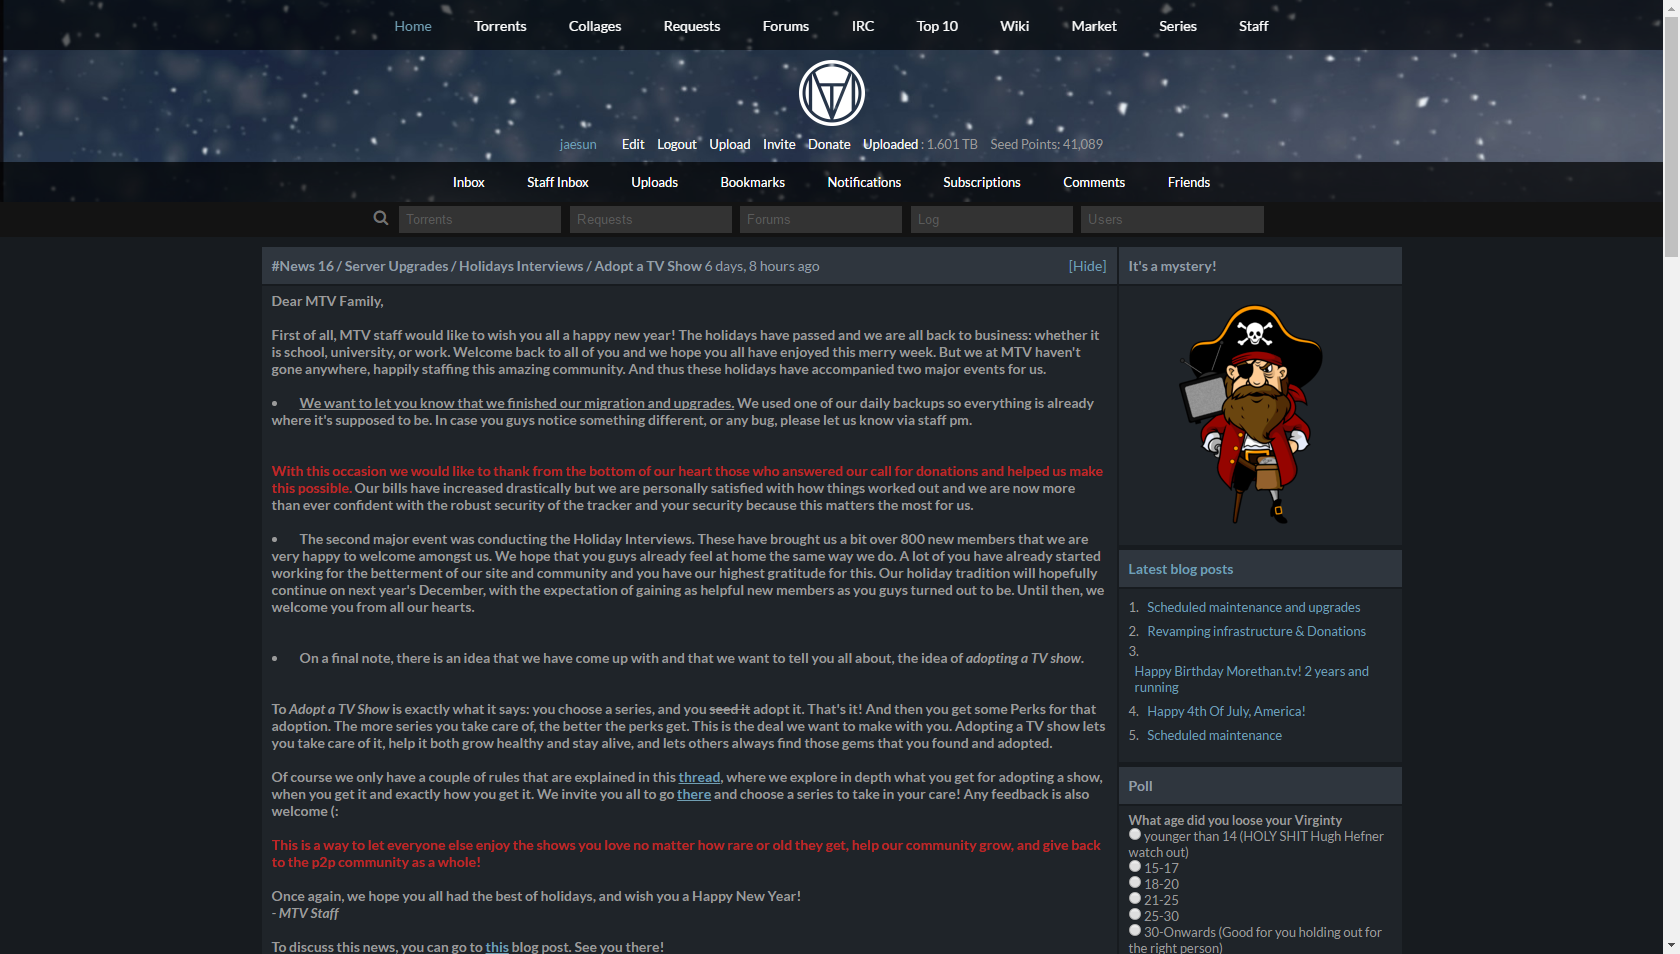 Home Torrents Collages Requests Forums IRC Top 10 Wiki Market Series Staff
jaesun Edit Logout Upload Invite Donate Uploaded : 1.601 TB Seed Points: 41,089
Inbox Staff Inbox Uploads Bookmarks Notifications Subscriptions Comments Friends
Torrents Requests Forums Log Users
#News 16 / Server Upgrades / Holidays Interviews / Adopt a TV Show 6 days, 8 hours ago [Hide]
Dear MTV Family,
First of all, MTV staff would like to wish you all a happy new year! The holidays have passed and we are all back to business: whether it
is school, university, or work. Welcome back to all of you and we hope you all have enjoyed this merry week. But we at MTV haven't
gone anywhere, happily staffing this amazing community. And thus these holidays have accompanied two major events for us.
• We want to let you know that we finished our migration and upgrades. We used one of our daily backups so everything is already
where it's supposed to be. In case you guys notice something different, or any bug, please let us know via staff pm.
With this occasion we would like to thank from the bottom of our heart those who answered our call for donations and helped us make
this possible. Our bills have increased drastically but we are personally satisfied with how things worked out and we are now more
than ever confident with the robust security of the tracker and your security because this matters the most for us.
• The second major event was conducting the Holiday Interviews. These have brought us a bit over 800 new members that we are
very happy to welcome amongst us. We hope that you guys already feel at home the same way we do. A lot of you have already started
working for the betterment of our site and community and you have our highest gratitude for this. Our holiday tradition will hopefully
continue on next year's December, with the expectation of gaining as helpful new members as you guys turned out to be. Until then, we
welcome you from all our hearts.
• On a final note, there is an idea that we have come up with and that we want to tell you all about, the idea of adopting a TV show.
To Adopt a TV Show is exactly what it says: you choose a series, and you seed it adopt it. That's it! And then you get some Perks for that
adoption. The more series you take care of, the better the perks get. This is the deal we want to make with you. Adopting a TV show lets
you take care of it, help it both grow healthy and stay alive, and lets others always find those gems that you found and adopted.
Of course we only have a couple of rules that are explained in this thread, where we explore in depth what you get for adopting a show,
when you get it and exactly how you get it. We invite you all to go there and choose a series to take in your care! Any feedback is also
welcome (:
This is a way to let everyone else enjoy the shows you love no matter how rare or old they get, help our community grow, and give back
to the p2p community as a whole!
Once again, we hope you all had the best of holidays, and wish you a Happy New Year!
- MTV Staff
To discuss this news, you can go to this blog post. See you there!
It's a mystery!
Latest blog posts
1. Scheduled maintenance and upgrades
2. Revamping infrastructure & Donations
3.
Happy Birthday Morethan.tv! 2 years and
running
4. Happy 4th Of July, America!
5. Scheduled maintenance
Poll
What age did you loose your Virginty
younger than 14 (HOLY SHIT Hugh Hefner
watch out)
15-17
18-20
21-25
25-30
30-Onwards (Good for you holding out for
the right person)